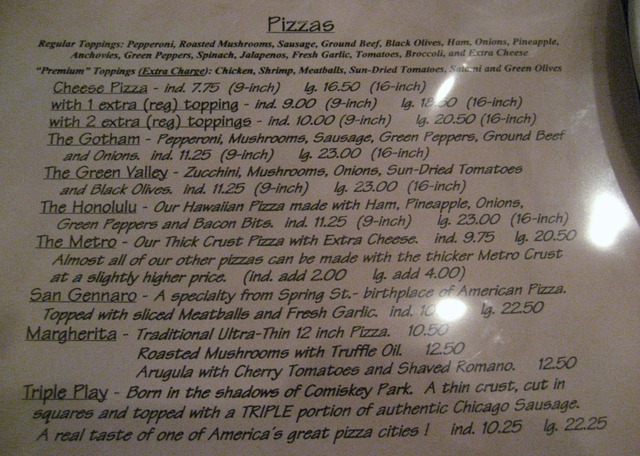 Pizzas
Regular Toppings: Pepperoni, Roasted Mushrooms, Sausage, Ground Beef, Black Olives, Ham, Onions, Pineapple,
Anchovies, Green Peppers, Spinach, Jalapenos, Fresh Garlic, Tomatoes, Broccoli, and Extra Cheese
"Premium" Toppings (Extra Charge): Chicken, Shrimp, Meatballs, Sun-Dried Tomatoes, Salami and Green Olives
Cheese Pizza - ind. 7.75 (9-inch) lg. 16.50 (16-inch)
with 1 extra (reg) topping - ind. 9.00 (9-inch) lg. (16-inch)
with 2 extra (reg) toppings - ind. 10.00 (9-inch) lg. 20.50 (16-inch)
The Gotham - Pepperoni, Mushrooms, Sausage, Green Peppers, Ground Beef
and Onions. ind. 11.25 (9-inch) lg. 23.00 (16-inch)
The Green Valley - Zucchini, Mushrooms, Onions, Sun-Dried Tomatoes
and Black Olives. ind. 11.25 (9-inch) lg. 23.00 (16-inch)
The Honolulu - Our Hawaiian Pizza made with Ham, Pineapple, Onions,
Green Peppers and Bacon Bits. ind. 11.25 (9-inch) lg. 23.00 (16-inch)
The Metro - Our Thick Crust Pizza with Extra Cheese. ind. 9.75 lg. 20.50
Almost all of our other pizzas can be made with the thicker Metro Crust
at a slightly higher price. (ind. add 2.00 lg. add 4.00)
San Gennaro - A specialty from Spring St.- birthplace of American Pizza.
Topped with sliced Meatballs and Fresh Garlic. ind. lg. 22.50
Margherita - Traditional Ultra-Thin 12 inch Pizza. 10.50
Roasted Mushrooms with Truffle Oil. 12.50
Arugula with Cherry Tomatoes and Shaved Romano. 12.50
Triple Play - Born in the shadows of Comiskey Park. A thin crust, cut in
squares and topped with a TRIPLE portion of authentic Chicago Sausage.
A real taste of one of America's great pizza cities ! ind. 10.25 lg. 22.25